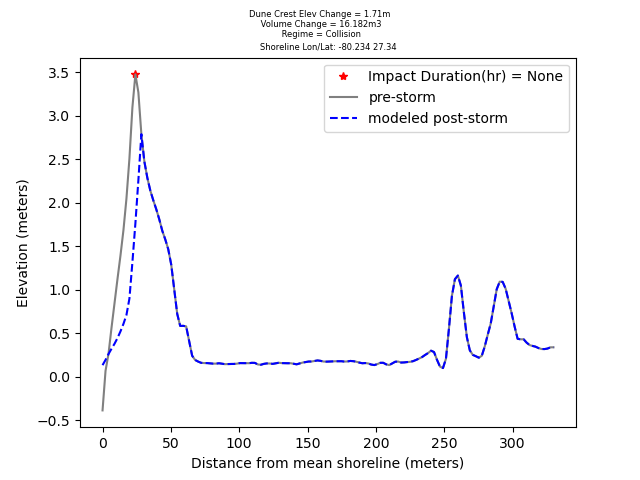 Dune Crest Elev Change = 1.71m
Volume Change = 16.182m3
Regime = Collision
Shoreline Lon/Lat: -80.234 27.34
Impact Duration(hr) = None
pre-storm
modeled post-storm
Elevation (meters)
3.5
3.0
2.5
2.0
1.5
1.0
0.5
0.0
−0.5
0 50 100 150 200 250 300
Distance from mean shoreline (meters)